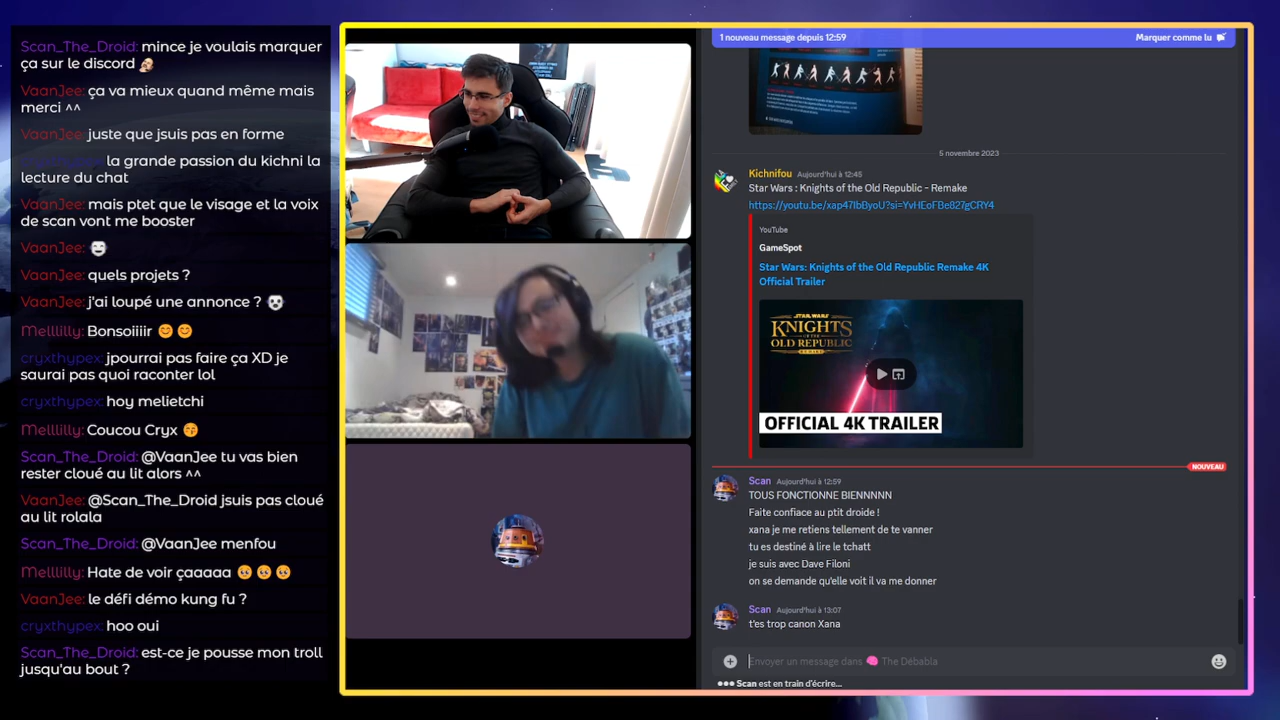 Scan_The_Droid: mince je voulais marquer
ça sur le discord
VaanJee: ça va mieux quand même mais
merci ^^
VaanJee: juste que jsuis pas en forme
cryxthypex: la grande passion du kichni la
lecture du chat
VaanJee: mais ptet que le visage et la voix
de scan vont me booster
VaanJee:
VaanJee: quels projets ?
VaanJee: j'ai loupé une annonce ?
Melllilly: Bonsoiiiir 😊 😊
cryxthypex: jpourrai pas faire ça XD je
saurai pas quoi raconter lol
cryxthypex: hoy melietchi
Melllilly: Coucou Cryx 😚
Scan_The_Droid: @VaanJee tu vas bien
rester cloué au lit alors ^^
VaanJee: @Scan_The_Droid jsuis pas cloué
au lit rolala
Scan_The_Droid: @VaanJee menfou
Melllilly: Hate de voir çaaaaa 🥺 🥺 🥺
VaanJee: le défi démo kung fu ?
cryxthypex: hoo oui
Scan_The_Droid: est-ce je pousse mon troll
jusqu'au bout ?
1 nouveau message depuis 12:59 Marquer comme lu
5 novembre 2023
Kichnifou Aujourd'hui à 12:45
Star Wars : Knights of the Old Republic - Remake
https://youtu.be/xap47IbByoU?si=YvHEoFBe827gCRY4
YouTube
GameSpot
Star Wars: Knights of the Old Republic Remake 4K
Official Trailer
STAR WARS
KNIGHTS
OF THE
OLD REPUBLIC
REMAKE
OFFICIAL 4K TRAILER
NOUVEAU
Scan Aujourd'hui à 12:59
TOUS FONCTIONNE BIENNNNN
Faite confiace au ptit droide !
xana je me retiens tellement de te vanner
tu es destiné à lire le tchatt
je suis avec Dave Filoni
on se demande qu'elle voit il va me donner
Scan Aujourd'hui à 13:07
t'es trop canon Xana
Envoyer un message dans 🧠 The Débabla
Scan est en train d'écrire...